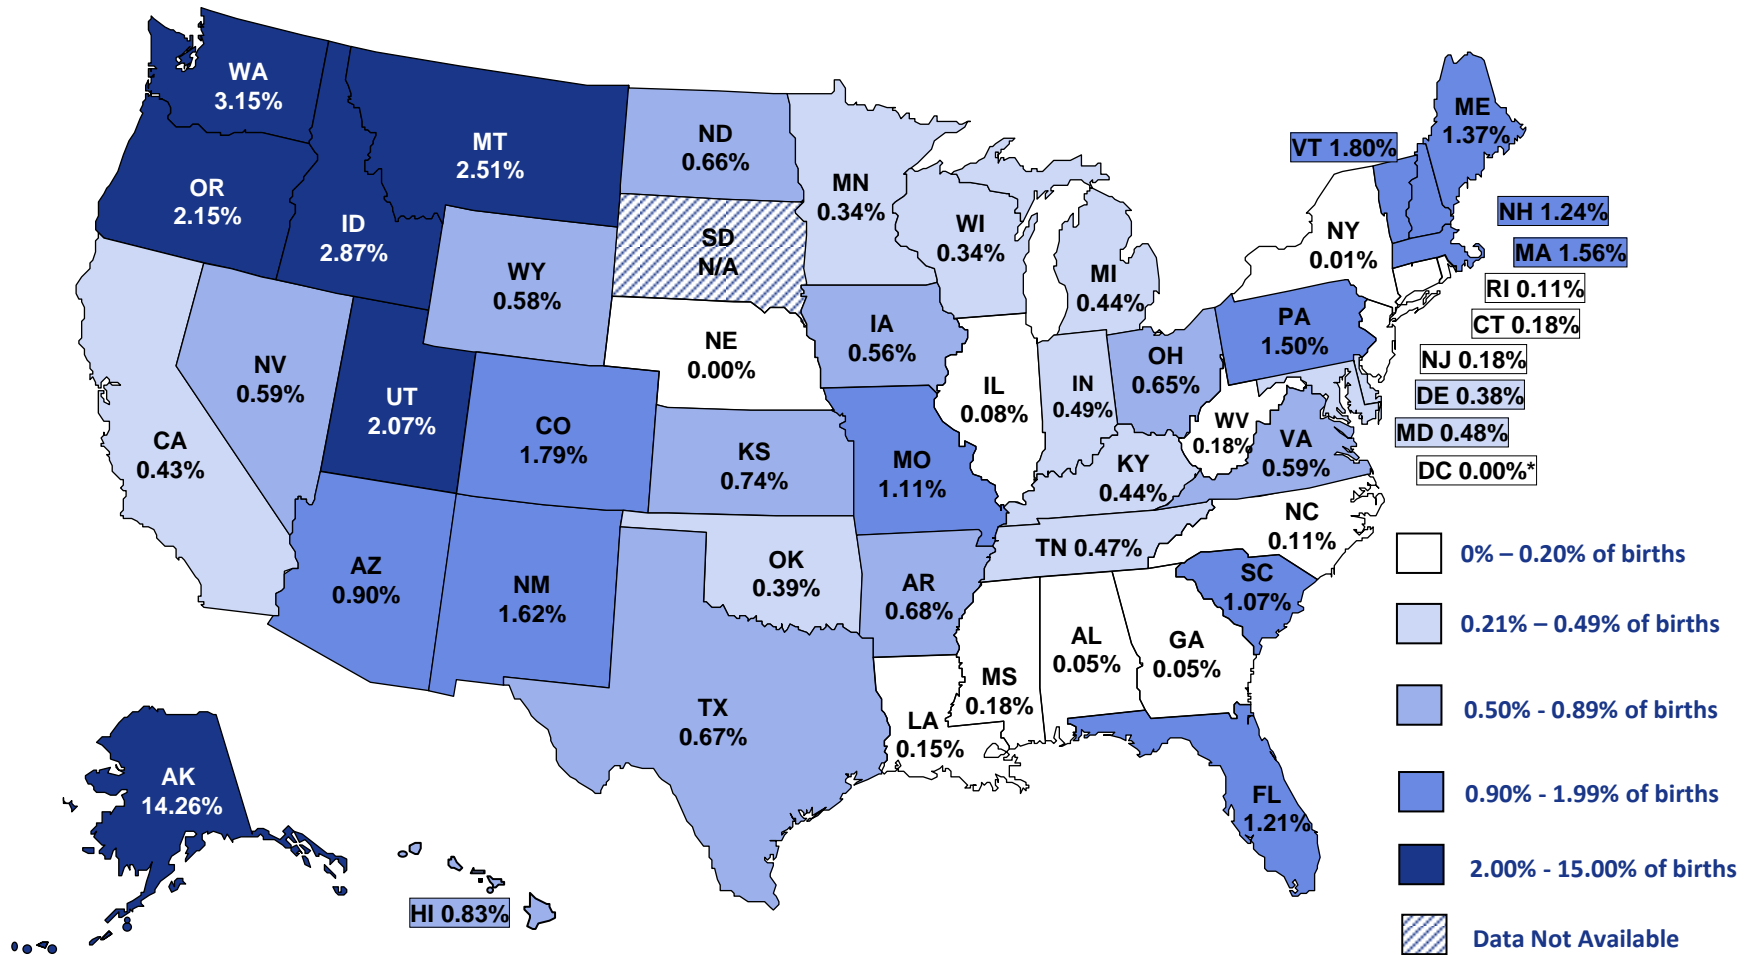 WA
3.15%
MT
2.51%
ND
0.66%
MN
0.34%
ME
1.37%
VT 1.80%
OR
2.15%
ID
2.87%
WY
0.58%
SD
N/A
WI
0.34%
MI
0.44%
NY
0.01%
NH 1.24%
MA 1.56%
RI 0.11%
CT 0.18%
NJ 0.18%
DE 0.38%
MD 0.48%
DC 0.00%*
NV
0.59%
UT
2.07%
NE
0.00%
IA
0.56%
IL
0.08%
IN
0.49%
OH
0.65%
PA
1.50%
CA
0.43%
CO
1.79%
KS
0.74%
MO
1.11%
KY
0.44%
WV
0.18%
VA
0.59%
AZ
0.90%
NM
1.62%
OK
0.39%
AR
0.68%
TN 0.47%
NC
0.11%
SC
1.07%
TX
0.67%
LA
0.15%
MS
0.18%
AL
0.05%
GA
0.05%
FL
1.21%
AK
14.26%
HI 0.83%
0% – 0.20% of births
0.21% – 0.49% of births
0.50% - 0.89% of births
0.90% - 1.99% of births
2.00% - 15.00% of births
Data Not Available